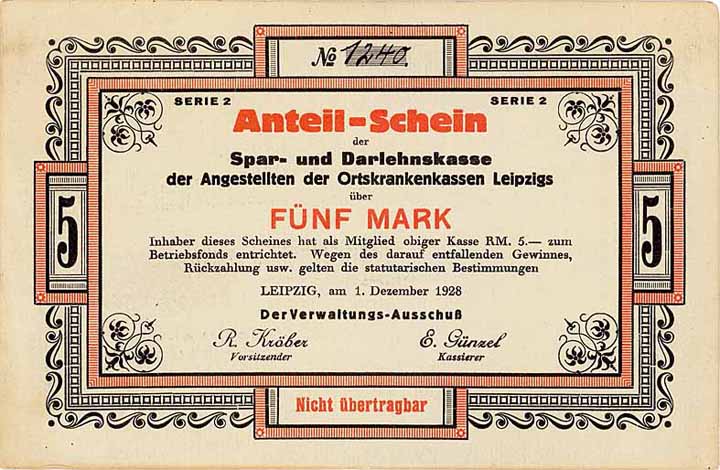 № 1240.
SERIE 2 SERIE 2
Anteil-Schein
der
Spar- und Darlehnskasse
der Angestellten der Ortskrankenkassen Leipzigs
über
FÜNF MARK
5 5
Inhaber dieses Scheines hat als Mitglied obiger Kasse RM. 5.— zum
Betriebsfonds entrichtet. Wegen des darauf entfallenden Gewinnes,
Rückzahlung usw. gelten die statutarischen Bestimmungen
LEIPZIG, am 1. Dezember 1928
Der Verwaltungs-Ausschuß
R. Kröber E. Günzel
Vorsitzender Kassierer
Nicht übertragbar